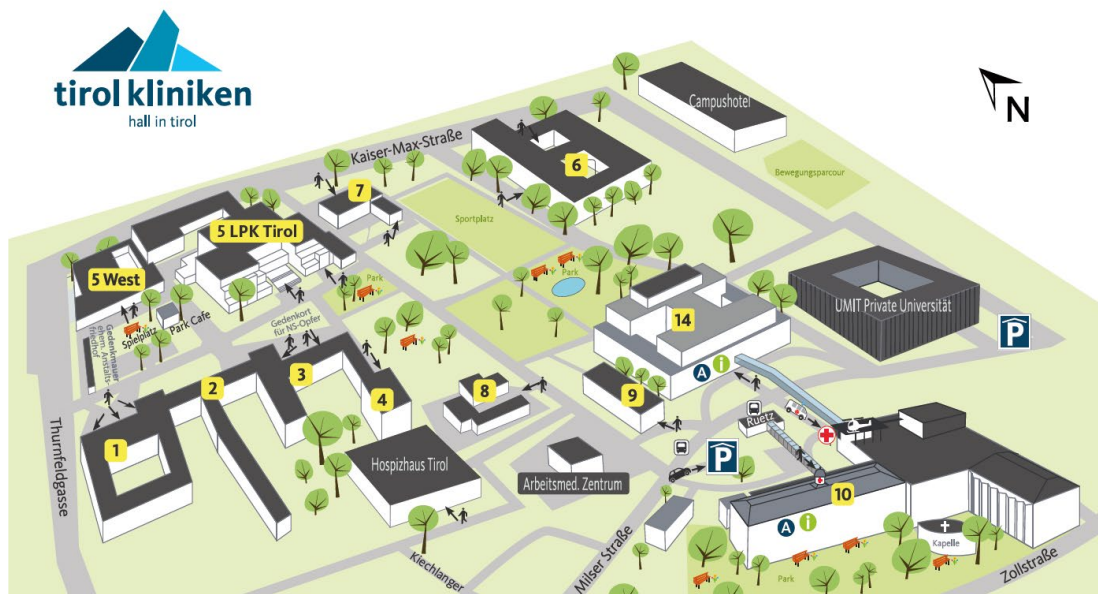 tirol kliniken
hall in tirol
N
Campushotel
Kaiser-Max-Straße
6
Bewegungsparcour
7
Sportplatz
5 LPK Tirol
5 West
Park
Park
UMIT Private Universität
Park Cafe
Spielplatz
Gedenkmauer
ehem. Anstalts-
friedhof
Gedenkort
für NS-Opfer
14
P
A i
1
2
3
4
8
9
Thurnfeldgasse
Hospizhaus Tirol
Arbeitsmed. Zentrum
Ruetz
P
10
A i
Kapelle
Kiechlanger
Milser Straße
Park
Zollstraße